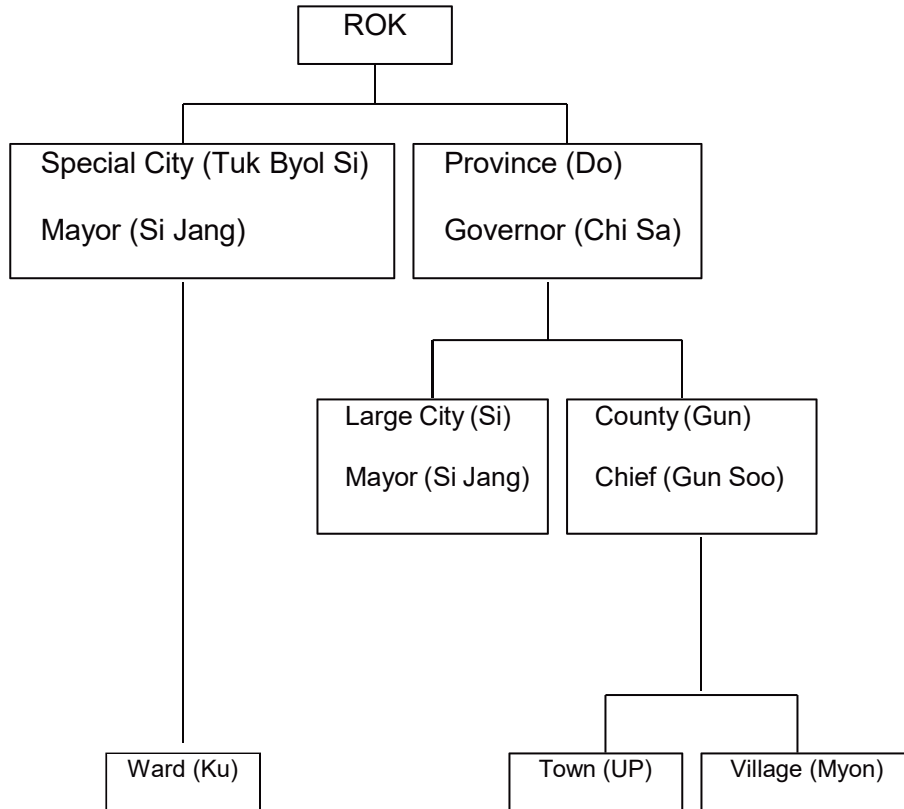 ROK
Special City (Tuk Byol Si)
Mayor (Si Jang)
Province (Do)
Governor (Chi Sa)
Large City (Si)
Mayor (Si Jang)
County (Gun)
Chief (Gun Soo)
Ward (Ku)
Town (UP)
Village (Myon)